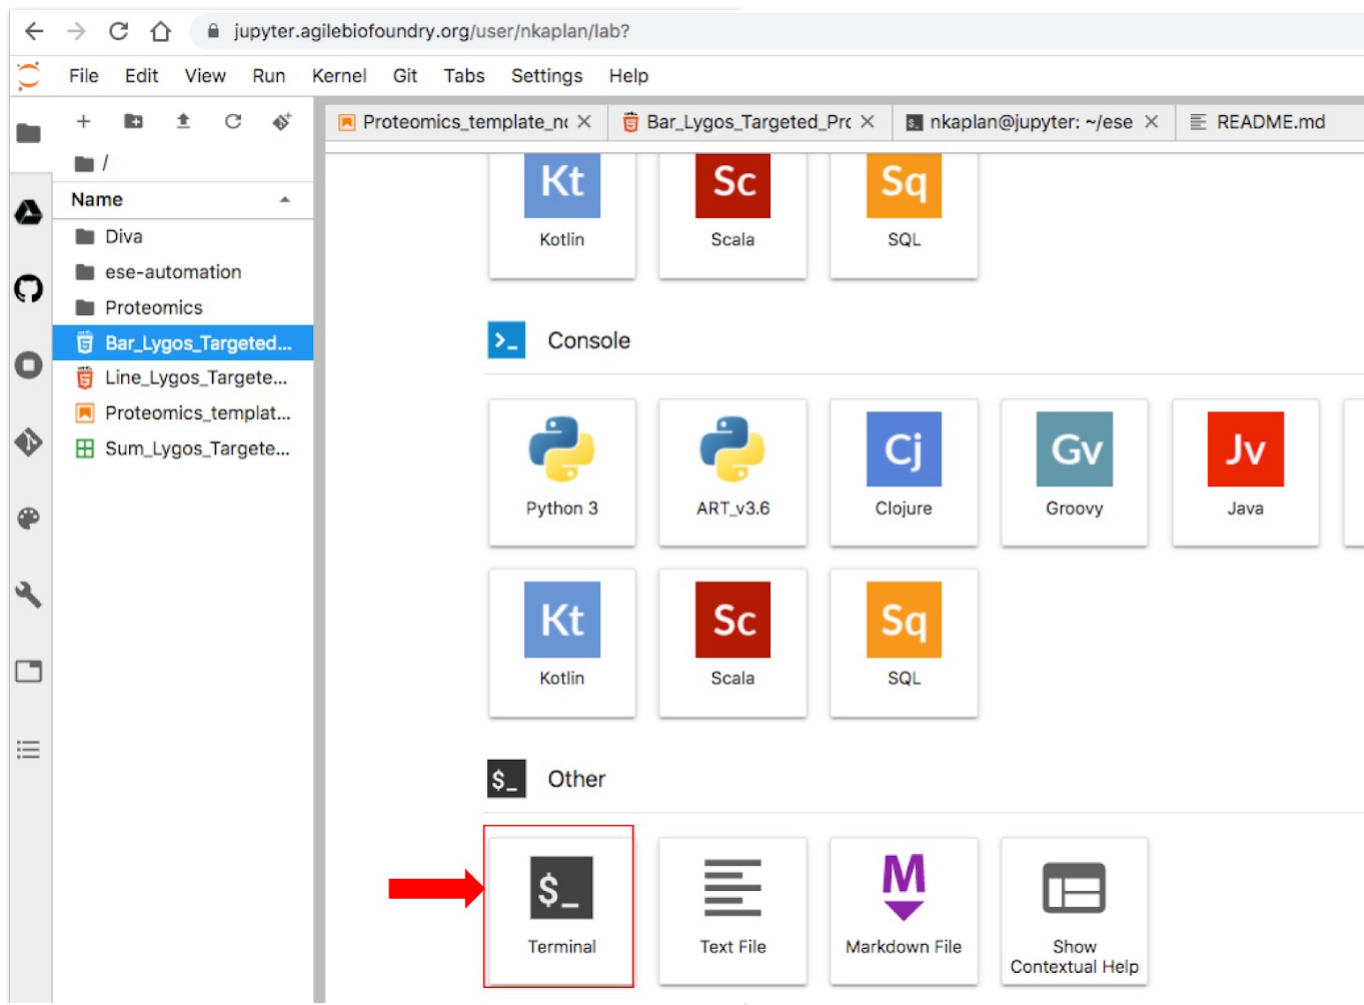 jupyter.agilebiofoundry.org/user/nkaplan/lab?
File Edit View Run Kernel Git Tabs Settings Help
Proteomics_template_nc
Bar_Lygos_Targeted_Prc
nkaplan@jupyter: ~/ese
README.md
/
Name
Diva
ese-automation
Proteomics
Bar_Lygos_Targeted...
Line_Lygos_Targete...
Proteomics_templat...
Sum_Lygos_Targete...
Kt Sc Sq
Kotlin Scala SQL
>_ Console
Cj Gv Jv
Python 3 ART_v3.6 Clojure Groovy Java
Kt Sc Sq
Kotlin Scala SQL
$_ Other
$_ M
Terminal Text File Markdown File Show
Contextual Help